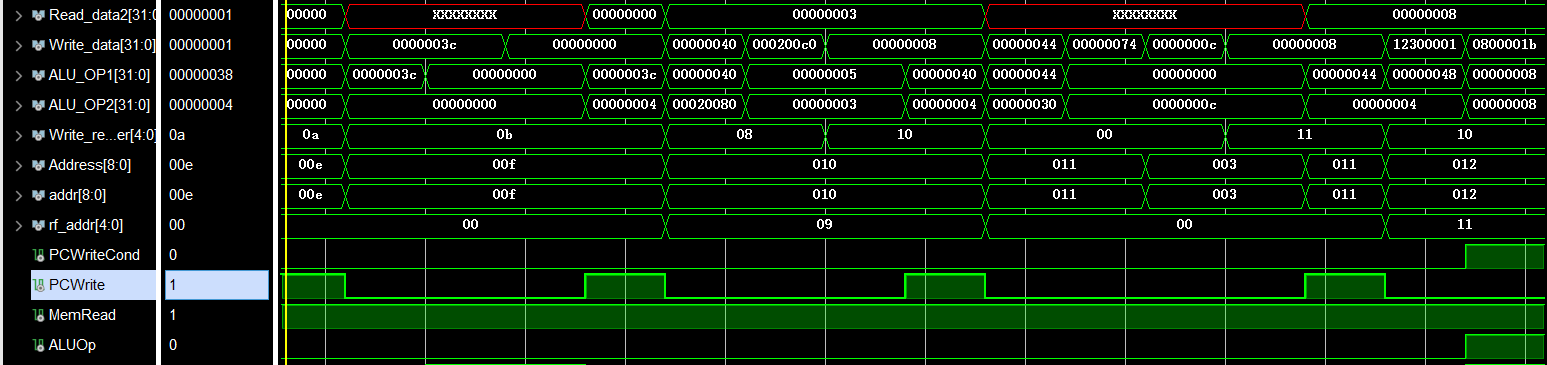 Read_data2[31:0 00000001 00000 XXXXXXXX 00000000 00000003 XXXXXXXX 00000008
Write_data[31:0] 00000001 00000 0000003c 00000000 00000040 000200c0 00000008 00000044 00000074 0000000c 00000008 12300001 0800001b
ALU_OP1[31:0] 00000038 00000 0000003c 00000000 0000003c 00000040 00000005 00000040 00000044 00000000 00000044 00000048 00000008
ALU_OP2[31:0] 00000004 00000 00000000 00000004 00020080 00000003 00000004 00000030 0000000c 00000004 00000008
Write_re...er[4:0] 0a 0a 0b 08 10 00 11 10
Address[8:0] 00e 00e 00f 010 011 003 011 012
addr[8:0] 00e 00e 00f 010 011 003 011 012
rf_addr[4:0] 00 00 09 00 11
PCWriteCond 0
PCWrite 1
MemRead 1
ALUOp 0